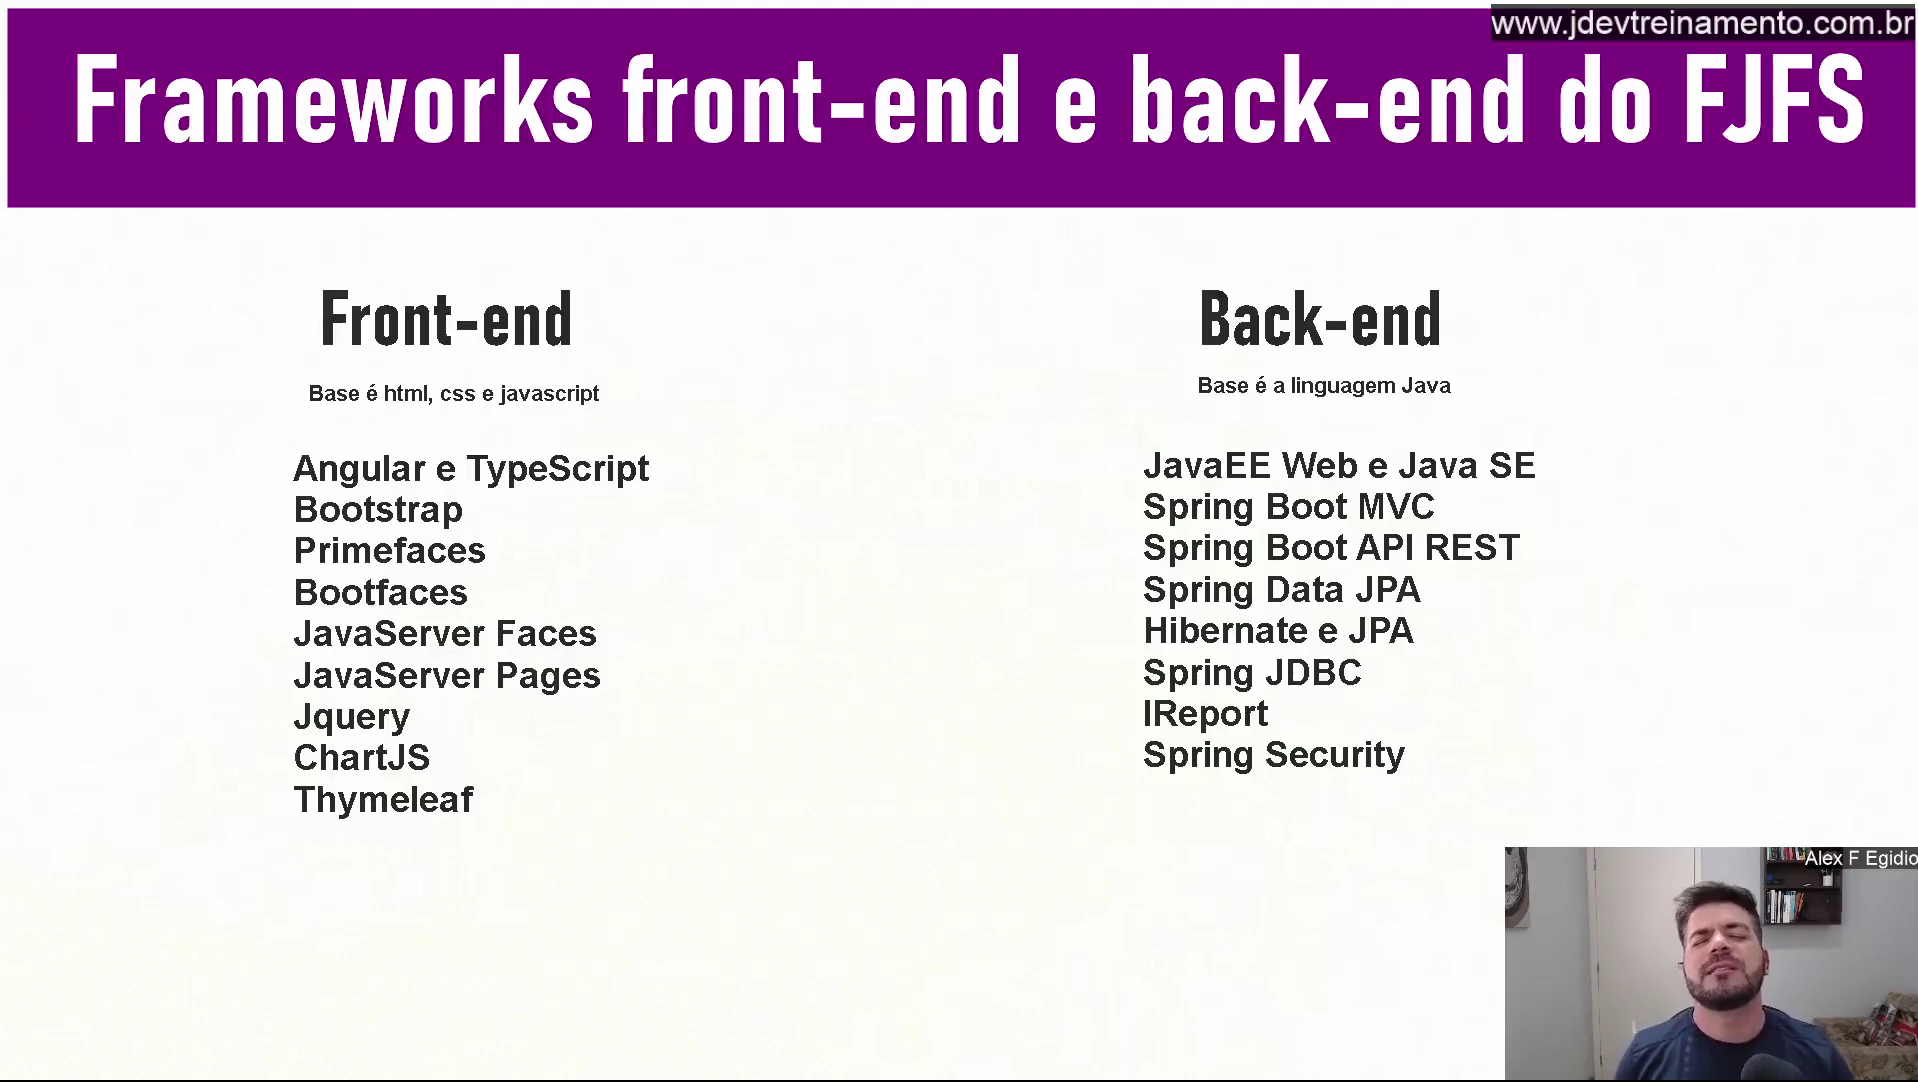 www.jdevtreinamento.com.br
Frameworks front-end e back-end do FJFS
Front-end
Base é html, css e javascript
Angular e TypeScript
Bootstrap
Primefaces
Bootfaces
JavaServer Faces
JavaServer Pages
Jquery
ChartJS
Thymeleaf
Back-end
Base é a linguagem Java
JavaEE Web e Java SE
Spring Boot MVC
Spring Boot API REST
Spring Data JPA
Hibernate e JPA
Spring JDBC
IReport
Spring Security
Alex F Egidio